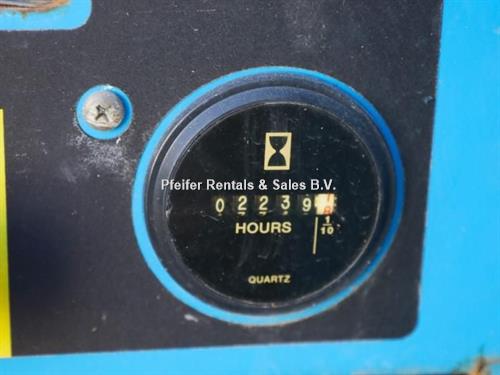 Pfeifer Rentals & Sales B.V.
0 2 2 3 9
HOURS 1/10
QUARTZ